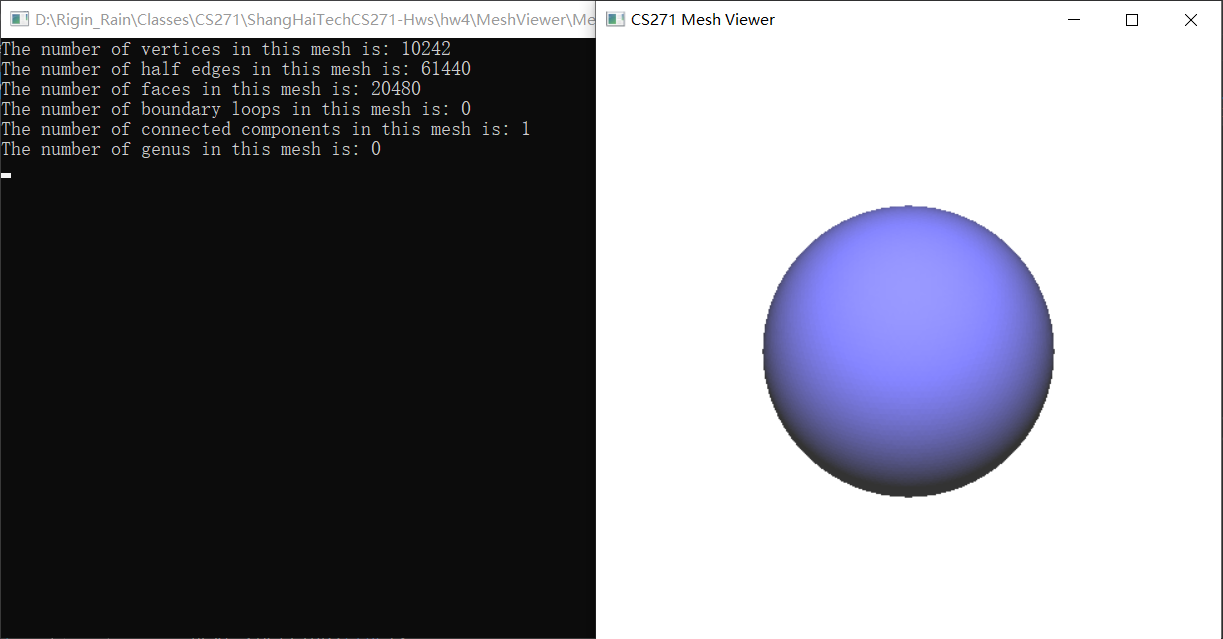 D:\Rigin_Rain\Classes\CS271\ShangHaiTechCS271-Hws\hw4\MeshViewer\Me
CS271 Mesh Viewer
The number of vertices in this mesh is: 10242
The number of half edges in this mesh is: 61440
The number of faces in this mesh is: 20480
The number of boundary loops in this mesh is: 0
The number of connected components in this mesh is: 1
The number of genus in this mesh is: 0